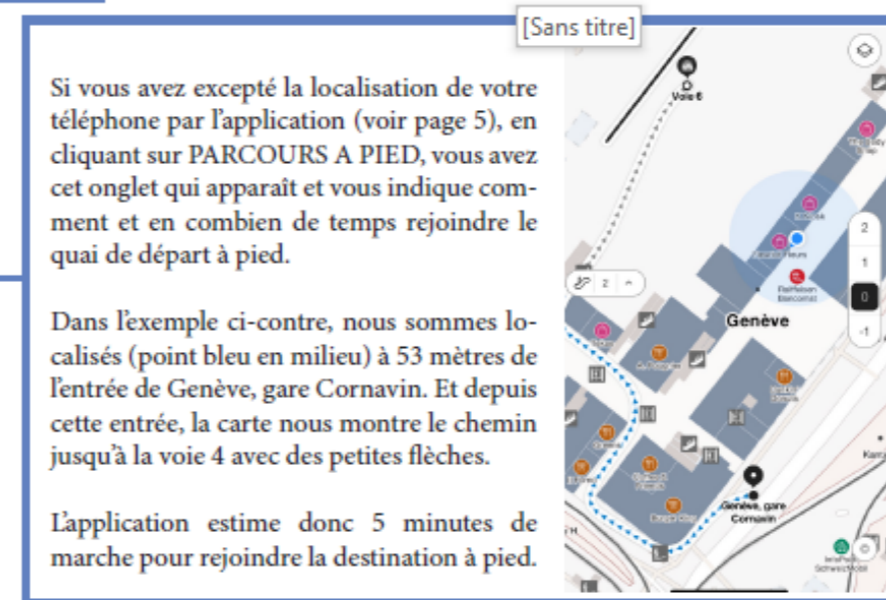 [Sans titre]
Si vous avez excepté la localisation de votre
téléphone par l'application (voir page 5), en
cliquant sur PARCOURS A PIED, vous avez
cet onglet qui apparaît et vous indique com-
ment et en combien de temps rejoindre le
quai de départ à pied.
Dans l'exemple ci-contre, nous sommes lo-
calisés (point bleu en milieu) à 53 mètres de
l'entrée de Genève, gare Cornavin. Et depuis
cette entrée, la carte nous montre le chemin
jusqu'à la voie 4 avec des petites flèches.
L'application estime donc 5 minutes de
marche pour rejoindre la destination à pied.
Voie 6
2
1
0
-1
2
Raiffeisen
Bancomat
Genève
Burger King
Genève, gare
Cornavin